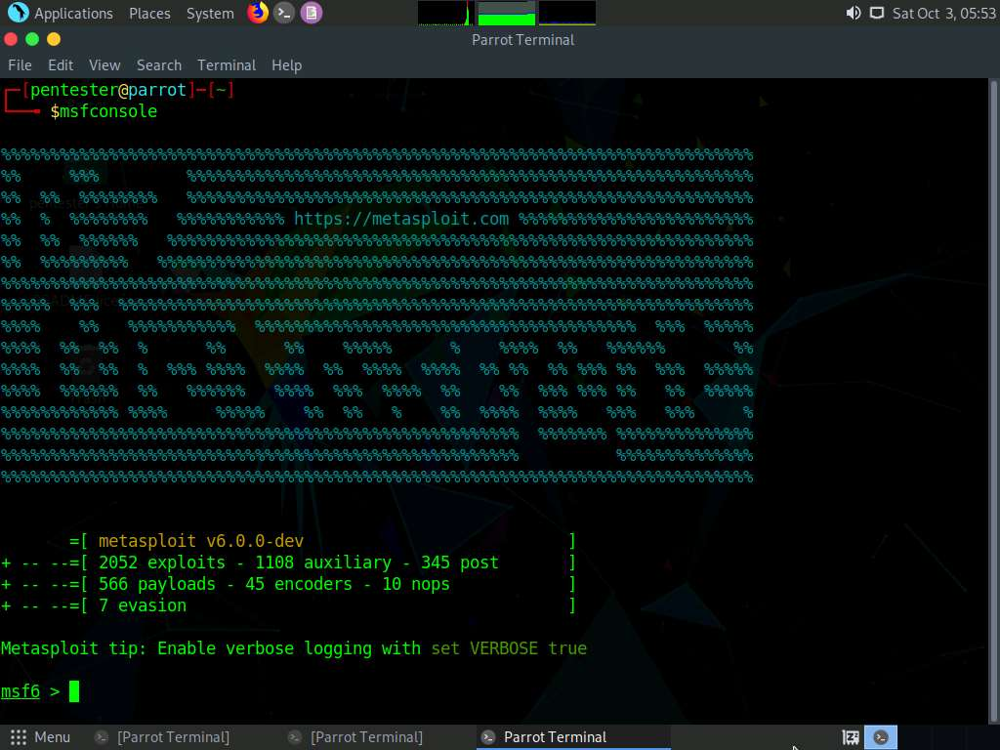 Applications Places System Sat Oct 3, 05:53
Parrot Terminal
File Edit View Search Terminal Help
┌─[pentester@parrot]─[~]
└──╼ $msfconsole
https://metasploit.com
=[ metasploit v6.0.0-dev ]
+ -- --=[ 2052 exploits - 1108 auxiliary - 345 post ]
+ -- --=[ 566 payloads - 45 encoders - 10 nops ]
+ -- --=[ 7 evasion ]
Metasploit tip: Enable verbose logging with set VERBOSE true
msf6 >
Menu [Parrot Terminal] [Parrot Terminal] Parrot Terminal